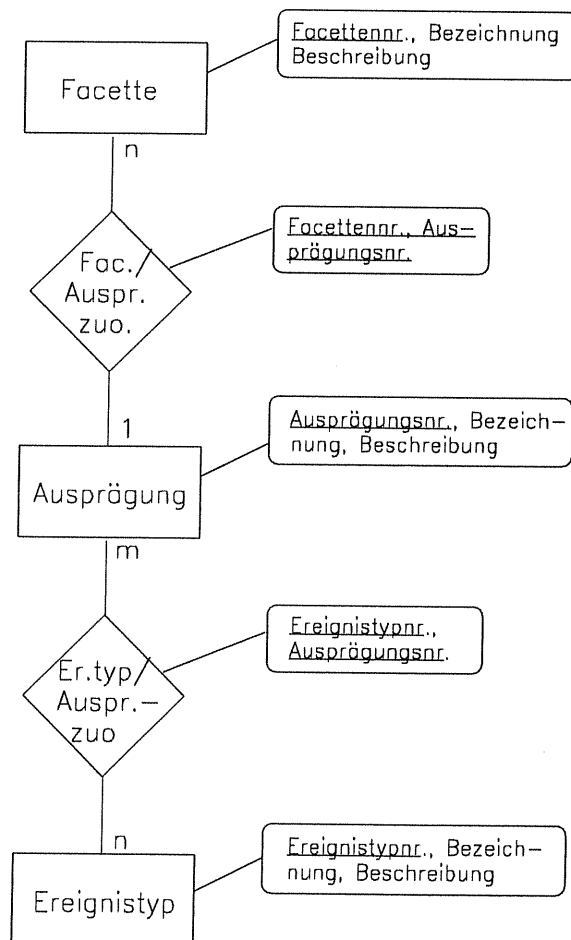 Facettennr., Bezeichnung
Beschreibung
Facette
n
Facettennr., Aus-
prägungsnr.
Fac./
Auspr.
zuo.
1
Ausprägungsnr., Bezeich-
nung, Beschreibung
Ausprägung
m
Ereignistypnr.,
Ausprägungsnr.
Er.typ/
Auspr.-
zuo
n
Ereignistypnr., Bezeich-
nung, Beschreibung
Ereignistyp